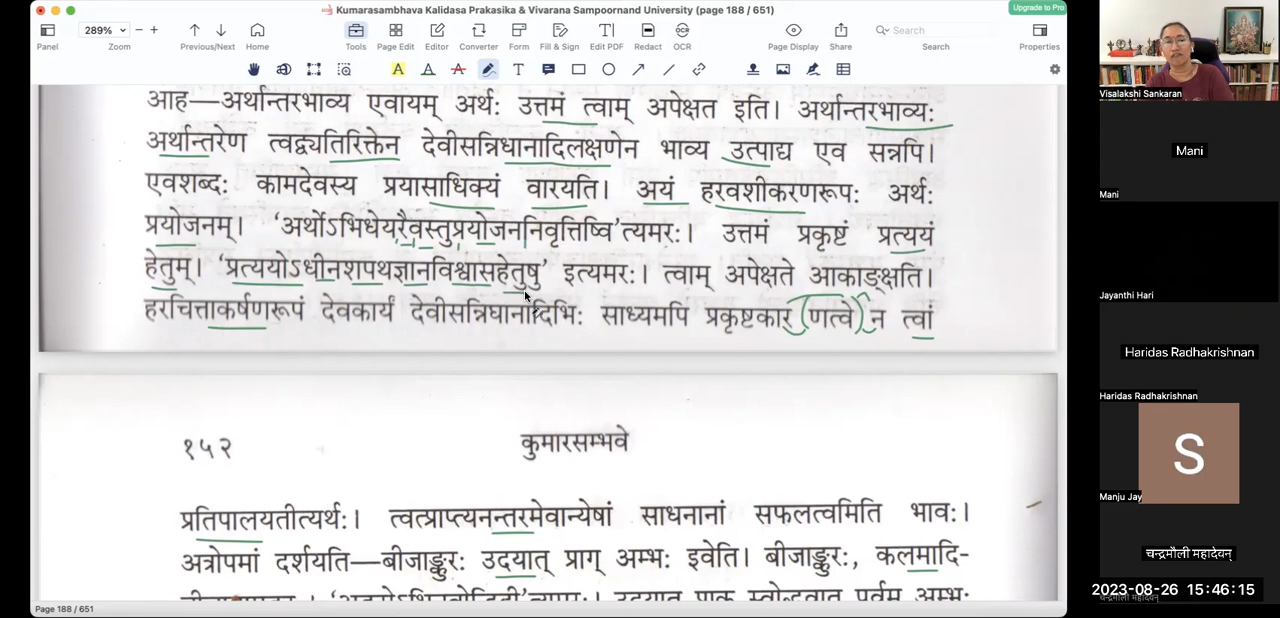 Kumarasambhava Kalidasa Prakasika & Vivarana Sampoornand University (page 188 / 651)
Upgrade to Pro
289%
Search
Panel Zoom Previous/Next Home Tools Page Edit Editor Converter Form Fill & Sign Edit PDF Redact OCR Page Display Share Search Properties
आह—अर्थान्तरभाव्य एवायम् अर्थः उत्तमं त्वाम् अपेक्षत इति। अर्थान्तरभाव्यः
अर्थान्तरेण त्वद्व्यतिरिक्तेन देवीसन्निधानादिलक्षणेन भाव्य उत्पाद्य एव सन्नपि।
एवशब्दः कामदेवस्य प्रयासाधिक्यं वारयति। अयं हरवशीकरणरूपः अर्थः
प्रयोजनम्। 'अर्थोऽभिधेयरैवस्तुप्रयोजननिवृत्तिष्वि'त्यमरः। उत्तमं प्रकृष्टं प्रत्ययं
हेतुम्। 'प्रत्ययोऽधीनशपथज्ञानविश्वासहेतुषु' इत्यमरः। त्वाम् अपेक्षते आकाङ्क्षति।
हरचित्ताकर्षणरूपं देवकार्यं देवीसन्निघानादिभिः साध्यमपि प्रकृष्टकार(णत्वे)न त्वां
१५२ कुमारसम्भवे
प्रतिपालयतीत्यर्थः। त्वत्प्राप्त्यनन्तरमेवान्येषां साधनानां सफलत्वमिति भावः।
अत्रोपमां दर्शयति—बीजाङ्कुरः उदयात् प्राग् अम्भः इवेति। बीजाङ्कुरः, कलमादि-
Page 188 / 651
Visalakshi Sankaran
Mani
Mani
Jayanthi Hari
Haridas Radhakrishnan
Haridas Radhakrishnan
S
Manju Jay
चन्द्रमौली महादेवन्
2023-08-26 15:46:15